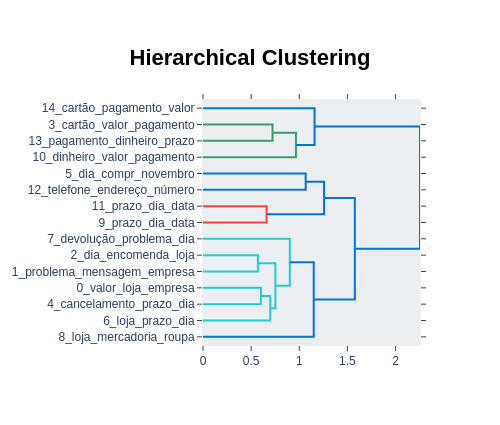 Hierarchical Clustering
14_cartão_pagamento_valor
3_cartão_valor_pagamento
13_pagamento_dinheiro_prazo
10_dinheiro_valor_pagamento
5_dia_compr_novembro
12_telefone_endereço_número
11_prazo_dia_data
9_prazo_dia_data
7_devolução_problema_dia
2_dia_encomenda_loja
1_problema_mensagem_empresa
0_valor_loja_empresa
4_cancelamento_prazo_dia
6_loja_prazo_dia
8_loja_mercadoria_roupa
0 0.5 1 1.5 2